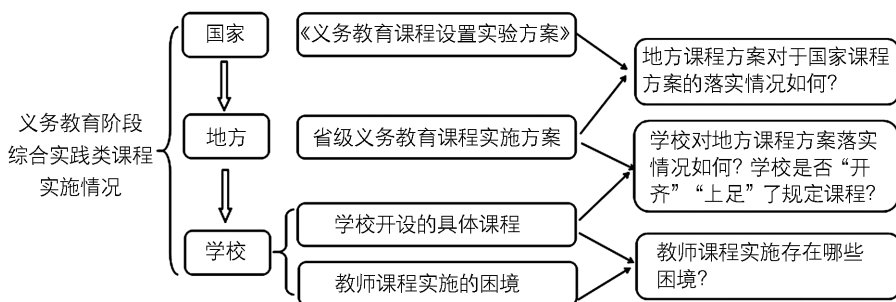 国家
《义务教育课程设置实验方案》
地方课程方案对于国家课程
方案的落实情况如何?
义务教育阶段
综合实践类课程
实施情况
地方
省级义务教育课程实施方案
学校对地方课程方案落实
情况如何? 学校是否“开
齐”“上足”了规定课程?
学校
学校开设的具体课程
教师课程实施的困境
教师课程实施存在哪些
困境?